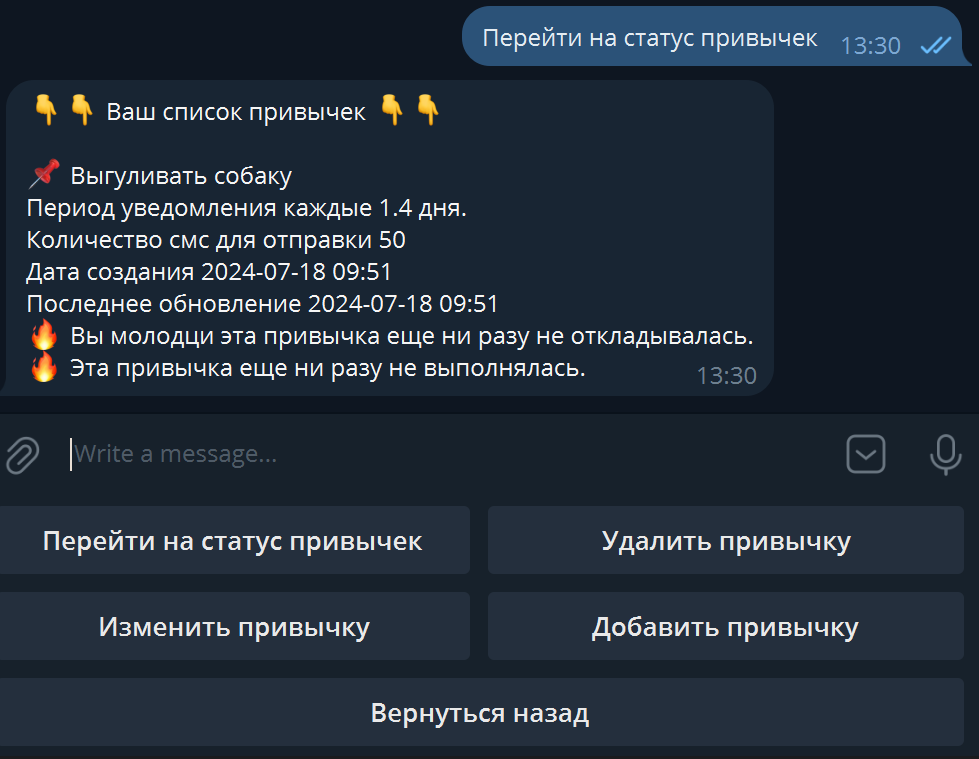 Перейти на статус привычек 13:30
👇👇 Ваш список привычек 👇👇
📌 Выгуливать собаку
Период уведомления каждые 1.4 дня.
Количество смс для отправки 50
Дата создания 2024-07-18 09:51
Последнее обновление 2024-07-18 09:51
🔥 Вы молодци эта привычка еще ни разу не откладывалась.
🔥 Эта привычка еще ни разу не выполнялась. 13:30
Write a message...
Перейти на статус привычек Удалить привычку
Изменить привычку Добавить привычку
Вернуться назад